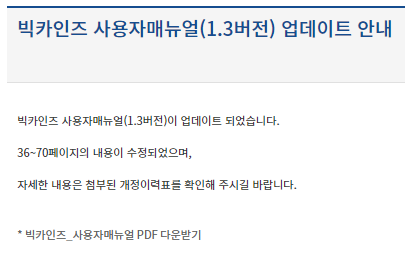 빅카인즈 사용자매뉴얼(1.3버전) 업데이트 안내
빅카인즈 사용자매뉴얼(1.3버전)이 업데이트 되었습니다.
36~70페이지의 내용이 수정되었으며,
자세한 내용은 첨부된 개정이력표를 확인해 주시길 바랍니다.
* 빅카인즈_사용자매뉴얼 PDF 다운받기